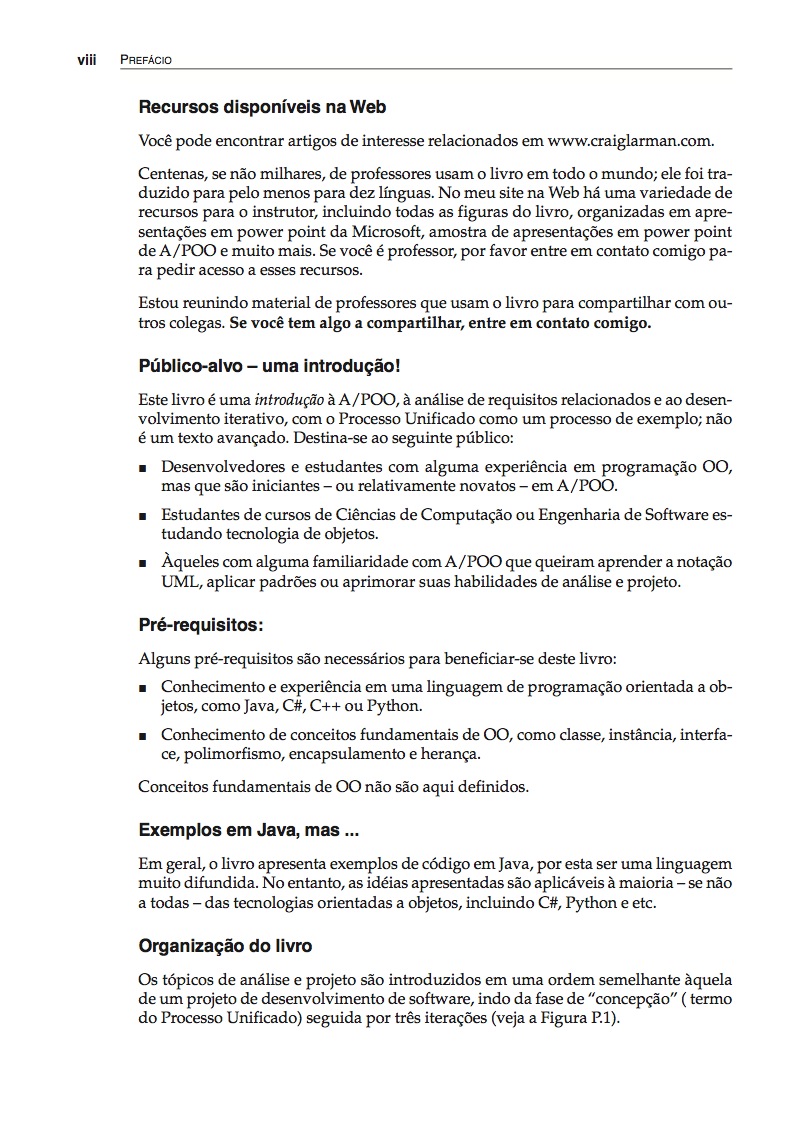 viii PREFÁCIO
Recursos disponíveis na Web
Você pode encontrar artigos de interesse relacionados em www.craiglarman.com.
Centenas, se não milhares, de professores usam o livro em todo o mundo; ele foi tra-
duzido para pelo menos para dez línguas. No meu site na Web há uma variedade de
recursos para o instrutor, incluindo todas as figuras do livro, organizadas em apre-
sentações em power point da Microsoft, amostra de apresentações em power point
de A/POO e muito mais. Se você é professor, por favor entre em contato comigo pa-
ra pedir acesso a esses recursos.
Estou reunindo material de professores que usam o livro para compartilhar com ou-
tros colegas. Se você tem algo a compartilhar, entre em contato comigo.
Público-alvo – uma introdução!
Este livro é uma introdução à A/POO, à análise de requisitos relacionados e ao desen-
volvimento iterativo, com o Processo Unificado como um processo de exemplo; não
é um texto avançado. Destina-se ao seguinte público:
■ Desenvolvedores e estudantes com alguma experiência em programação OO,
mas que são iniciantes – ou relativamente novatos – em A/POO.
■ Estudantes de cursos de Ciências de Computação ou Engenharia de Software es-
tudando tecnologia de objetos.
■ Àqueles com alguma familiaridade com A/POO que queiram aprender a notação
UML, aplicar padrões ou aprimorar suas habilidades de análise e projeto.
Pré-requisitos:
Alguns pré-requisitos são necessários para beneficiar-se deste livro:
■ Conhecimento e experiência em uma linguagem de programação orientada a ob-
jetos, como Java, C#, C++ ou Python.
■ Conhecimento de conceitos fundamentais de OO, como classe, instância, interfa-
ce, polimorfismo, encapsulamento e herança.
Conceitos fundamentais de OO não são aqui definidos.
Exemplos em Java, mas ...
Em geral, o livro apresenta exemplos de código em Java, por esta ser uma linguagem
muito difundida. No entanto, as idéias apresentadas são aplicáveis à maioria – se não
a todas – das tecnologias orientadas a objetos, incluindo C#, Python e etc.
Organização do livro
Os tópicos de análise e projeto são introduzidos em uma ordem semelhante àquela
de um projeto de desenvolvimento de software, indo da fase de “concepção” ( termo
do Processo Unificado) seguida por três iterações (veja a Figura P.1).